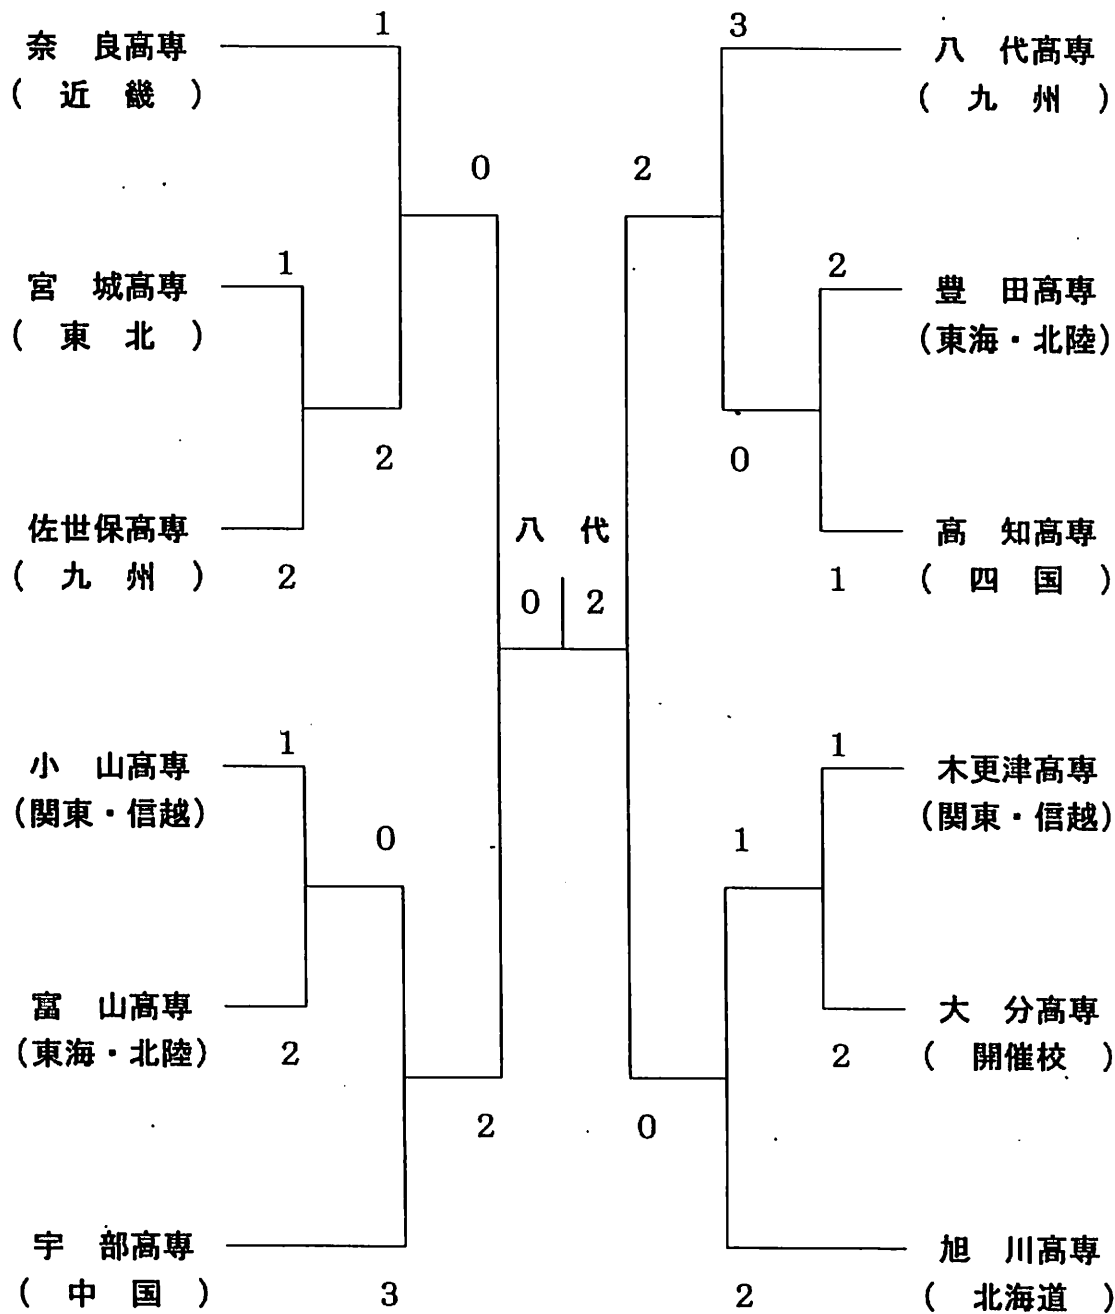 奈 良高専
( 近 畿 )
宮 城高専
( 東 北 )
佐世保高専
( 九 州 )
小 山高専
(関東・信越)
富 山高専
(東海・北陸)
宇 部高専
( 中 国 )
1
1
2
2
0
1
0
2
2
3
八 代
0 2
3
2
2
0
1
1
1
2
0
2
八 代高専
( 九 州 )
豊 田高専
(東海・北陸)
高 知高専
( 四 国 )
木更津高専
(関東・信越)
大 分高専
( 開催校 )
旭 川高専
( 北海道 )